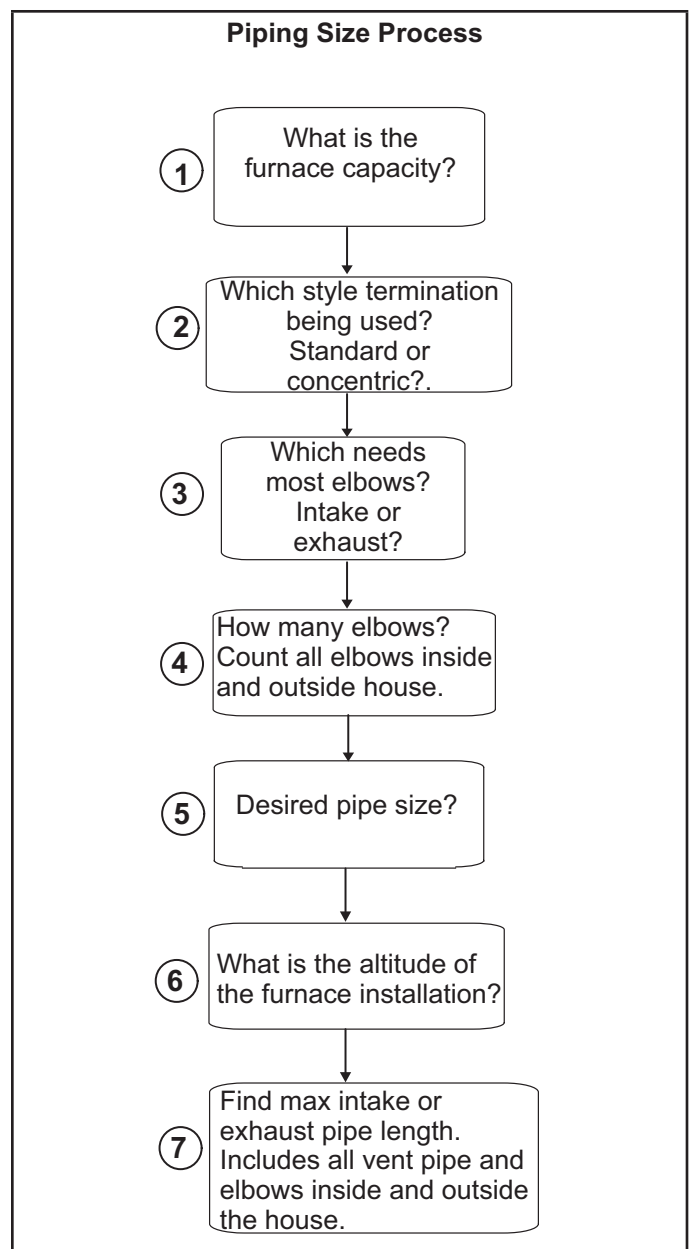 Piping Size Process
1
What is the
furnace capacity?
2
Which style termination
being used?
Standard or
concentric?.
3
Which needs
most elbows?
Intake or
exhaust?
4
How many elbows?
Count all elbows inside
and outside house.
5
Desired pipe size?
6
What is the altitude of
the furnace installation?
7
Find max intake or
exhaust pipe length.
Includes all vent pipe and
elbows inside and outside
the house.